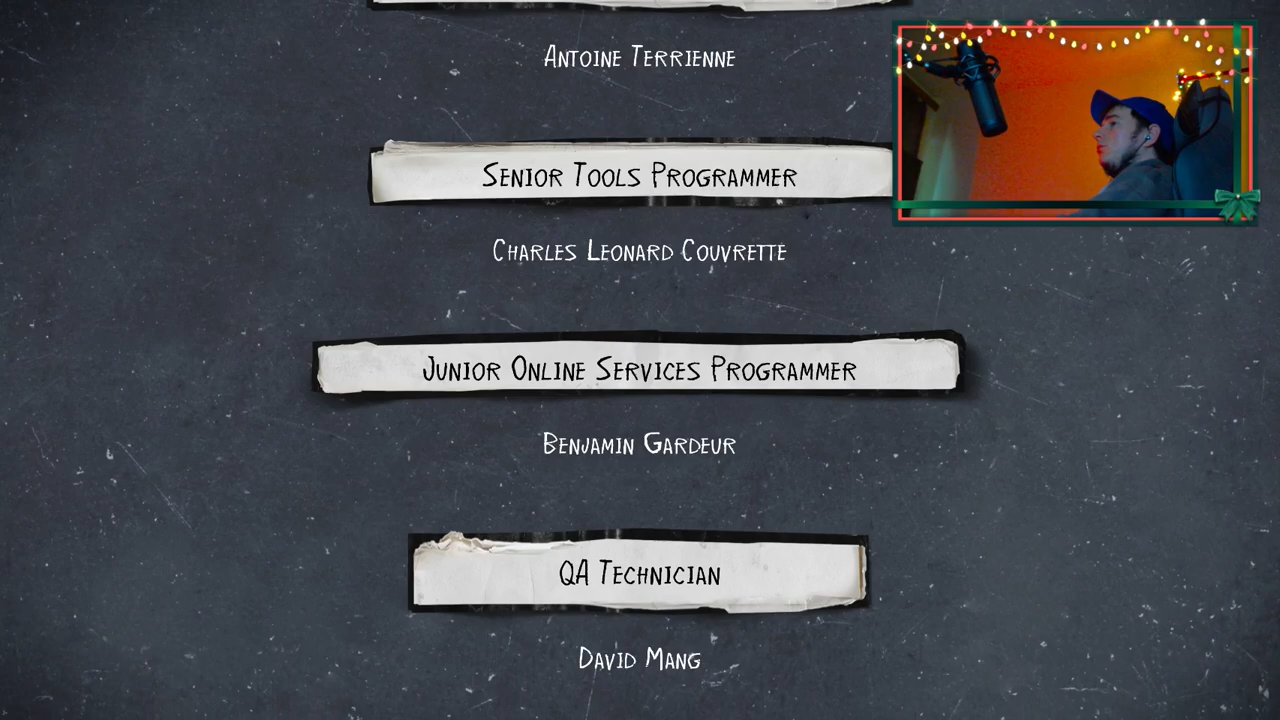 Antoine Terrienne
Senior Tools Programmer
Charles Leonard Couvrette
Junior Online Services Programmer
Benjamin Gardeur
QA Technician
David Mang